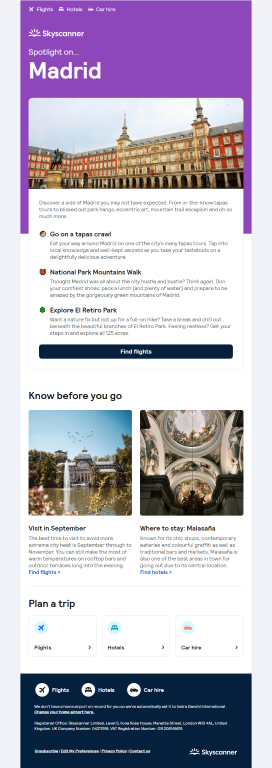 Flights Hotels Car hire
Skyscanner
Spotlight on...
Madrid
Discover a side of Madrid you may not have expected. From in-the-know tapas
tours to blissed out park hangs, eccentric art, mountain trail escapism and oh so
much more...
Go on a tapas crawl
Eat your way around Madrid on one of the city's many tapas tours. Tap into
local knowledge and well-kept secrets as you take your tastebuds on a
delightfully delicious adventure.
National Park Mountains Walk
Thought Madrid was all about the city hustle and bustle? Think again. Don
your comfiest shoes, pack a lunch (and plenty of water) and prepare to be
amazed by the gorgeously green mountains of Madrid.
Explore El Retiro Park
Want a nature fix but not up for a full-on hike? Take a break and chill out
beneath the beautiful branches of El Retiro Park. Feeling restless? Get your
steps in and explore all 125 acres.
Find flights
Know before you go
Visit in September
The best time to visit to avoid more
extreme city heat is September through to
November. You can still make the most of
warm temperatures on rooftop bars and
outdoor terraces long into the evening.
Find flights >
Where to stay: Malasaña
Known for its chic shops, contemporary
eateries and colourful graffiti as well as
traditional bars and markets, Malasaña is
also one of the best areas in town for
going out due to its central location.
Find hotels >
Plan a trip
Flights >
Hotels >
Car hire >
Flights Hotels Car hire
We don't have a home airport on record for you so we've automatically set it to
Change your home airport here.
Registered Office: Skyscanner Limited, Level 5, Ilona Rose House, Manette Street, London W1D 4AL, United
Kingdom. UK Company Number: 04217916; VAT Registration Number: GB 208148618
Unsubscribe | Edit My Preferences | Privacy Policy | Contact us
Skyscanner